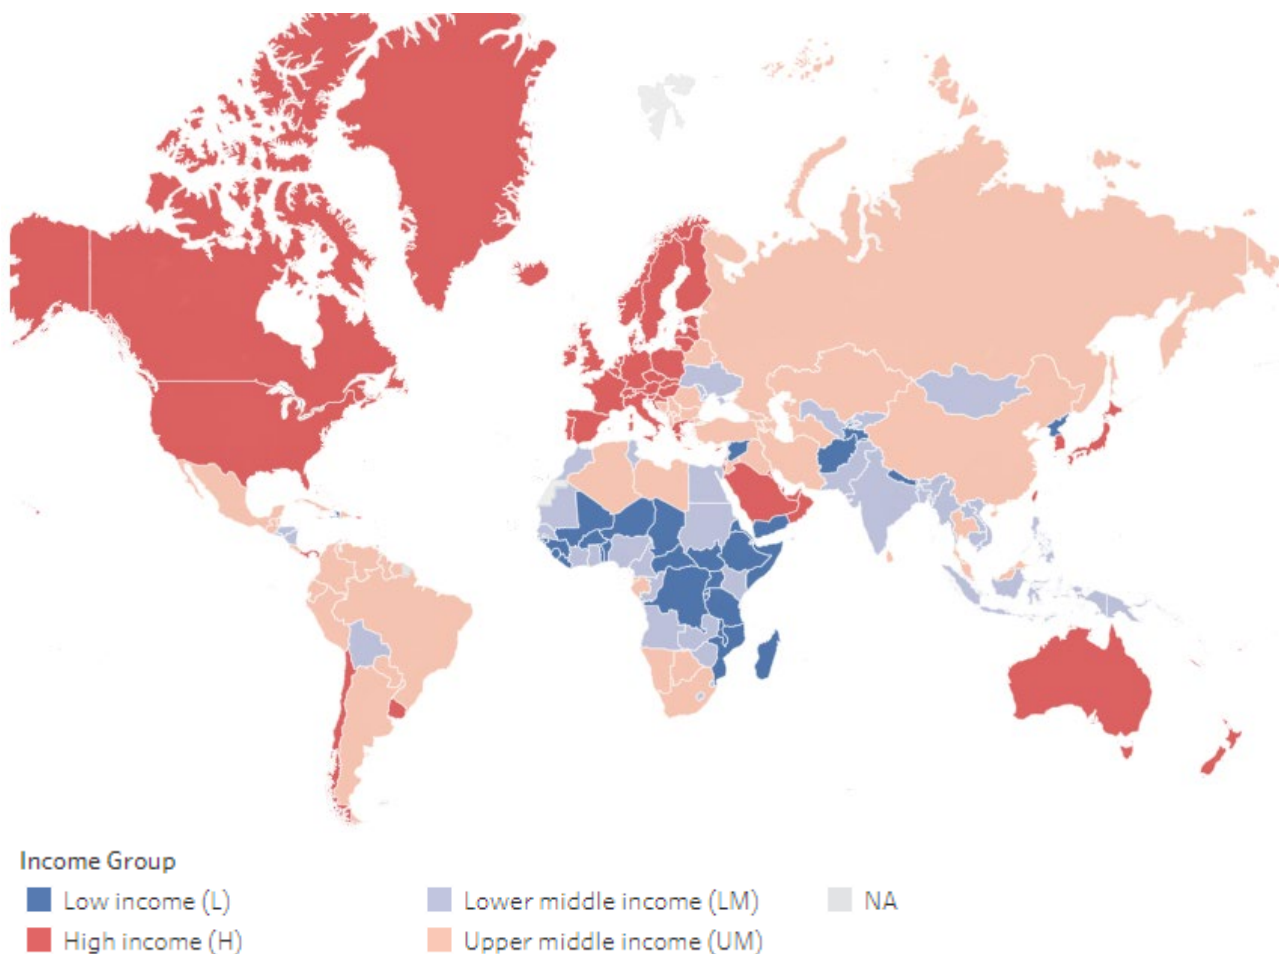 Income Group
Low income (L)
Lower middle income (LM)
NA
High income (H)
Upper middle income (UM)